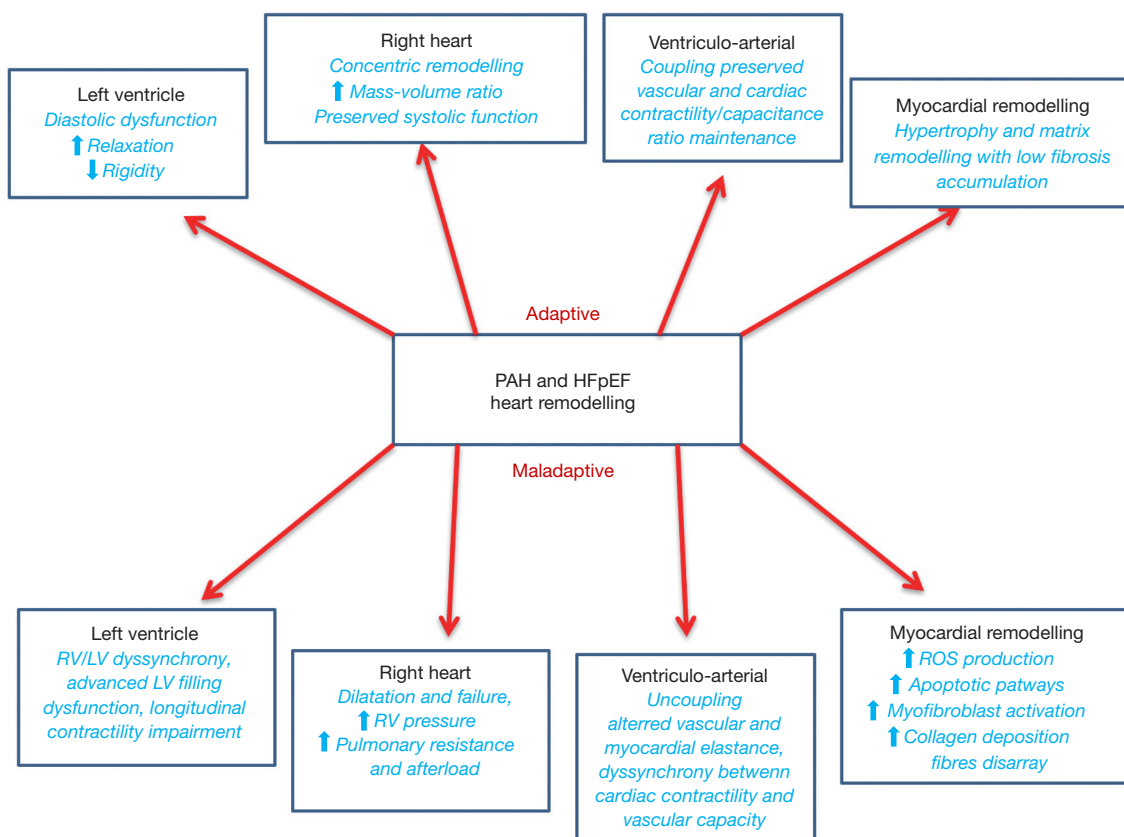 Left ventricle
Diastolic dysfunction
⬆ Relaxation
⬇ Rigidity
Right heart
Concentric remodelling
⬆ Mass-volume ratio
Preserved systolic function
Ventriculo-arterial
Coupling preserved
vascular and cardiac
contractility/capacitance
ratio maintenance
Myocardial remodelling
Hypertrophy and matrix
remodelling with low fibrosis
accumulation
Adaptive
PAH and HFpEF
heart remodelling
Maladaptive
Left ventricle
RV/LV dyssynchrony,
advanced LV filling
dysfunction, longitudinal
contractility impairment
Right heart
Dilatation and failure,
⬆ RV pressure
⬆ Pulmonary resistance
and afterload
Ventriculo-arterial
Uncoupling
alterred vascular and
myocardial elastance,
dyssynchrony betwenn
cardiac contractility and
vascular capacity
Myocardial remodelling
⬆ ROS production
⬆ Apoptotic patways
⬆ Myofibroblast activation
⬆ Collagen deposition
fibres disarray